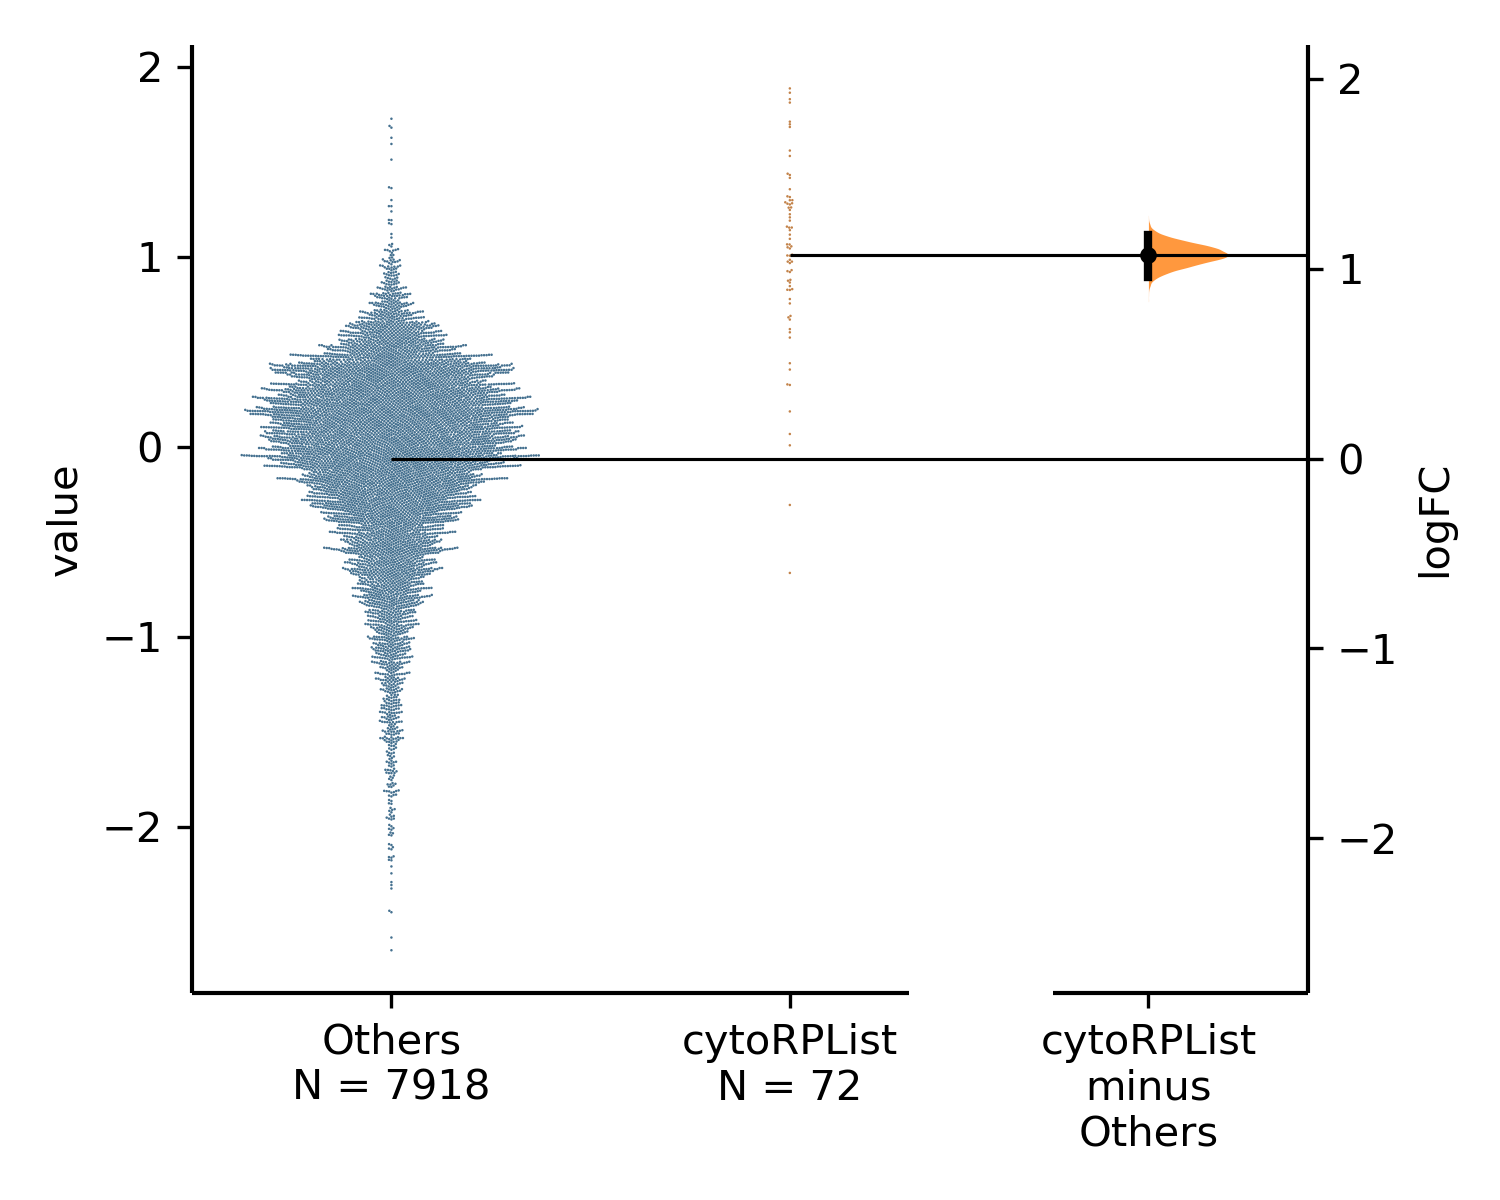 2
1
0
−1
−2
value
2
1
0
−1
−2
logFC
Others
N = 7918
cytoRPList
N = 72
cytoRPList
minus
Others